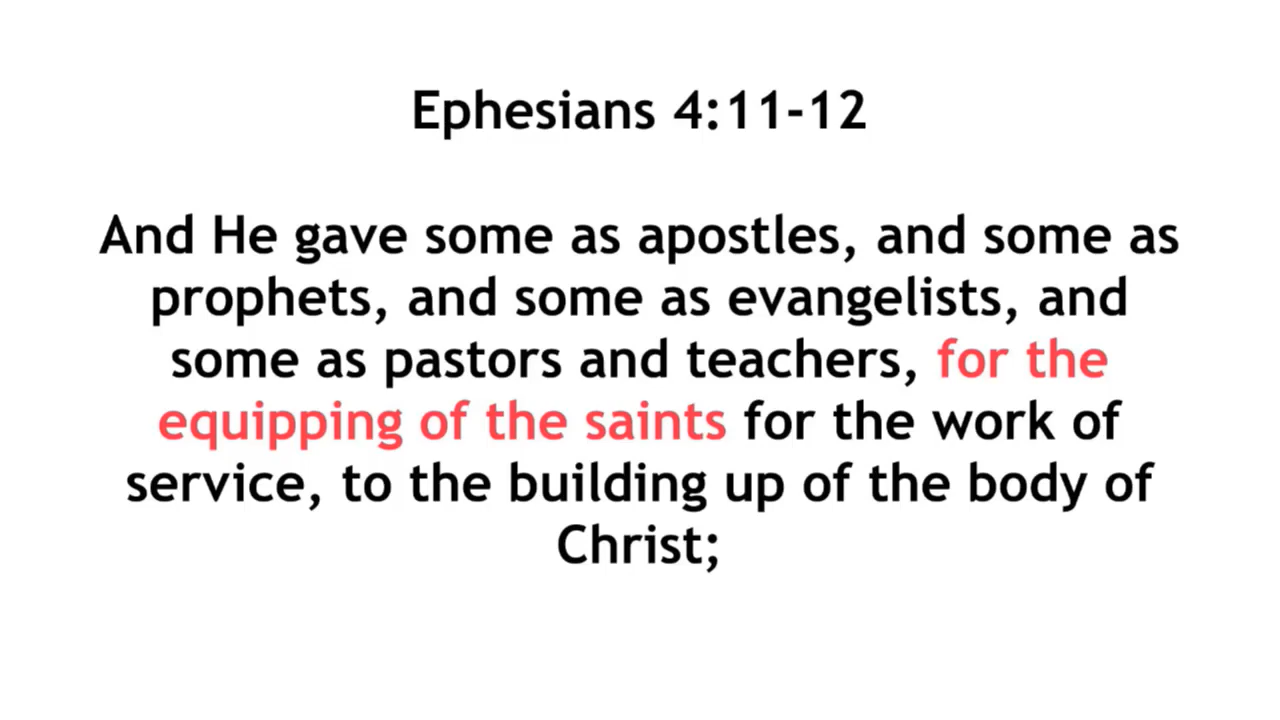 Ephesians 4:11-12
And He gave some as apostles, and some as
prophets, and some as evangelists, and
some as pastors and teachers, for the
equipping of the saints for the work of
service, to the building up of the body of
Christ;